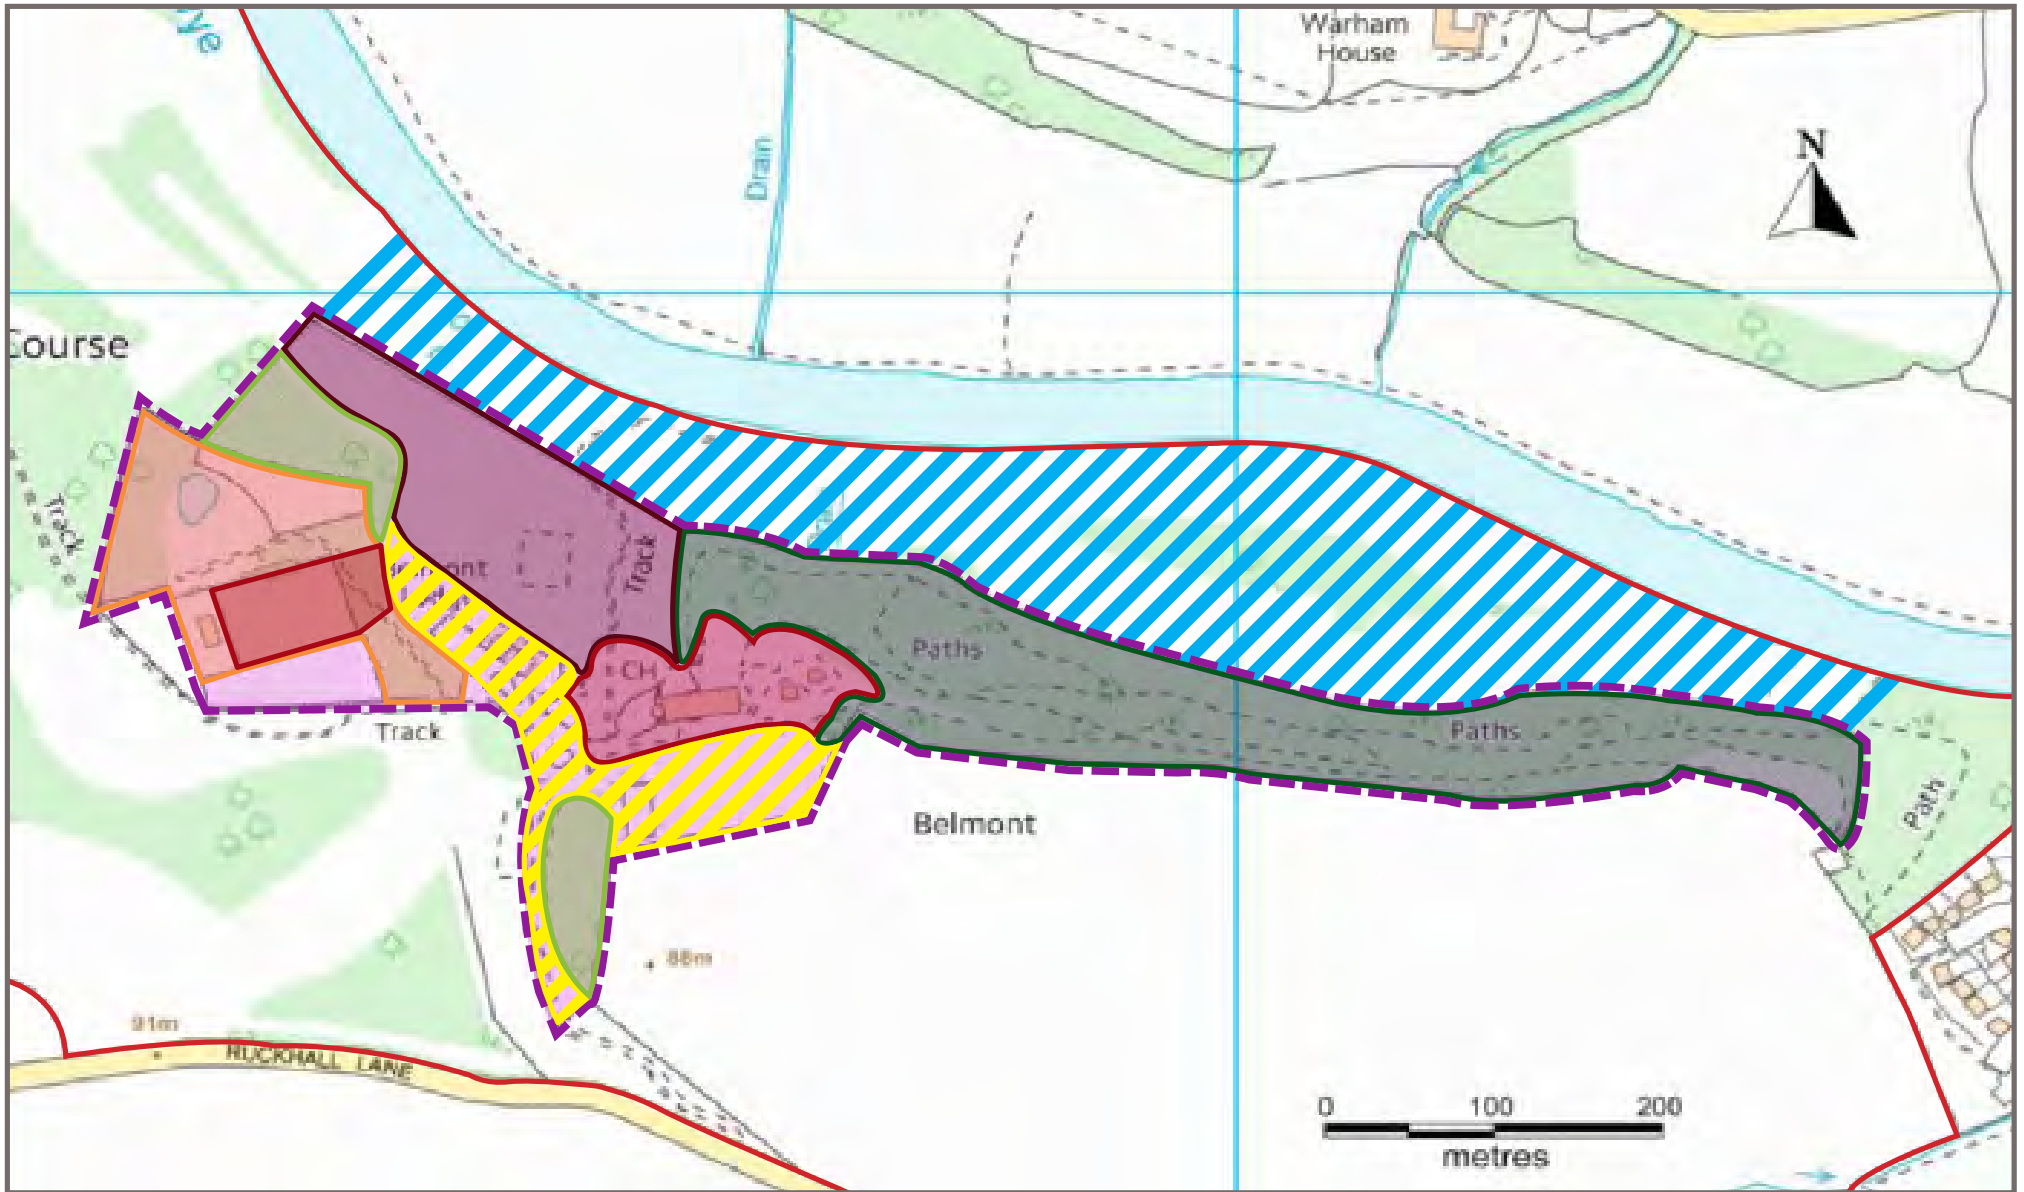 Warham
House
Drain
N
Course
Track
Track
CH
Paths
Paths
Track
Belmont
Path
88m
91m
RUCKHALL LANE
0 100 200
metres